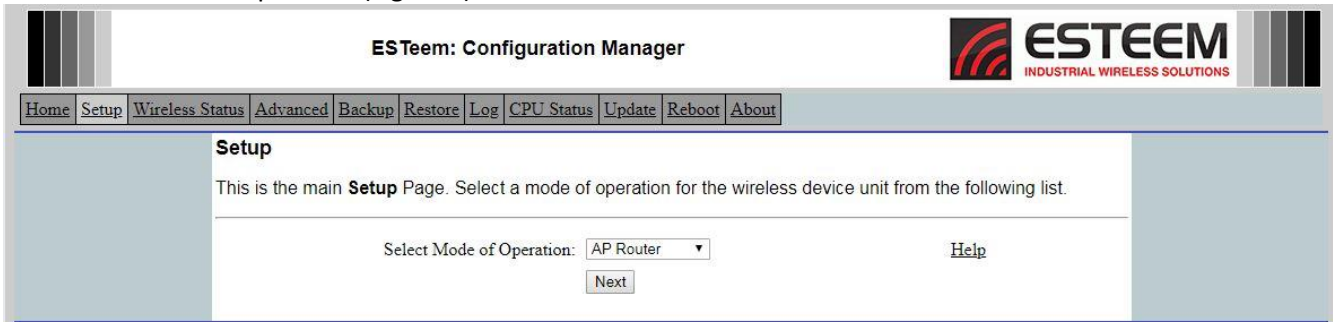 ESTeem: Configuration Manager
ESTEEM
INDUSTRIAL WIRELESS SOLUTIONS
Home Setup Wireless Status Advanced Backup Restore Log CPU Status Update Reboot About
Setup
This is the main Setup Page. Select a mode of operation for the wireless device unit from the following list.
Select Mode of Operation: AP Router Help
Next